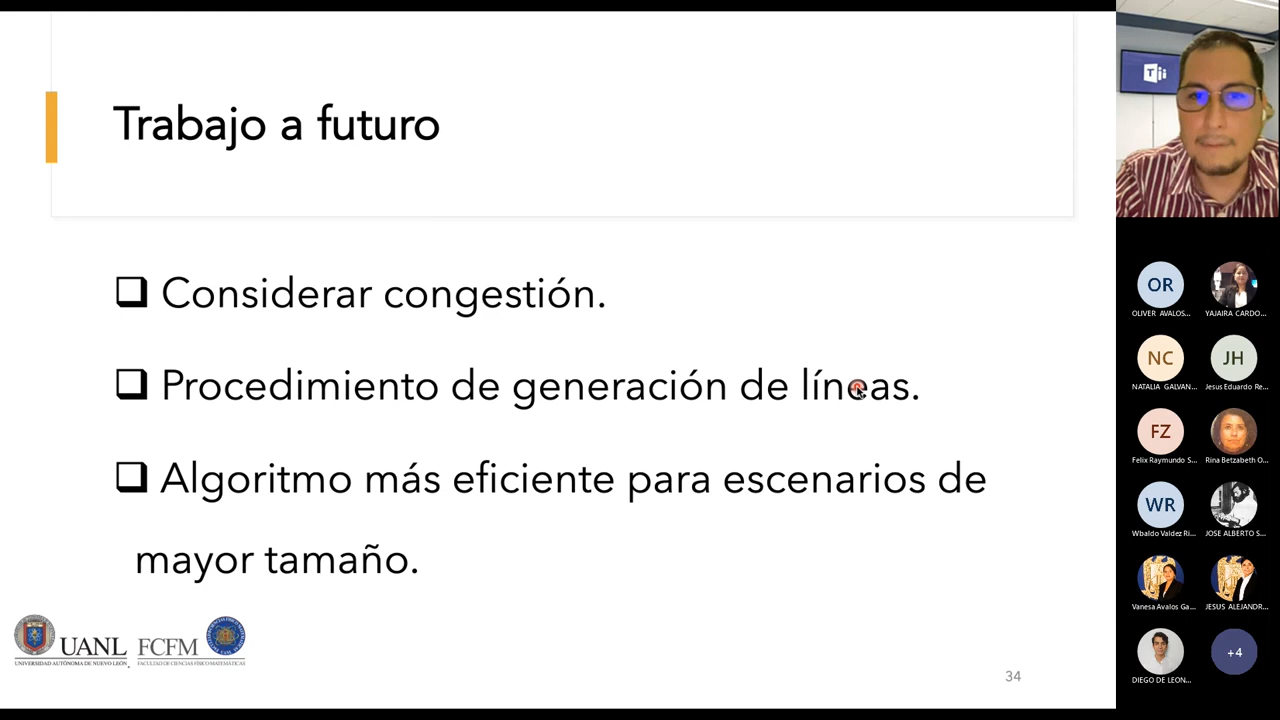 Trabajo a futuro
❑ Considerar congestión.
❑ Procedimiento de generación de líneas.
❑ Algoritmo más eficiente para escenarios de
mayor tamaño.
UANL
UNIVERSIDAD AUTÓNOMA DE NUEVO LEÓN
FCFM
FACULTAD DE CIENCIAS FÍSICO MATEMÁTICAS
34
OR
OLIVER AVALOS...
YAJAIRA CARDO...
NC
NATALIA GALVAN...
JH
Jesus Eduardo Re...
FZ
Felix Raymundo S...
Rina Betzabeth O...
WR
Wbaldo Valdez Ri...
JOSE ALBERTO S...
Vanesa Avalos Ga...
JESUS ALEJANDR...
DIEGO DE LEON...
+4